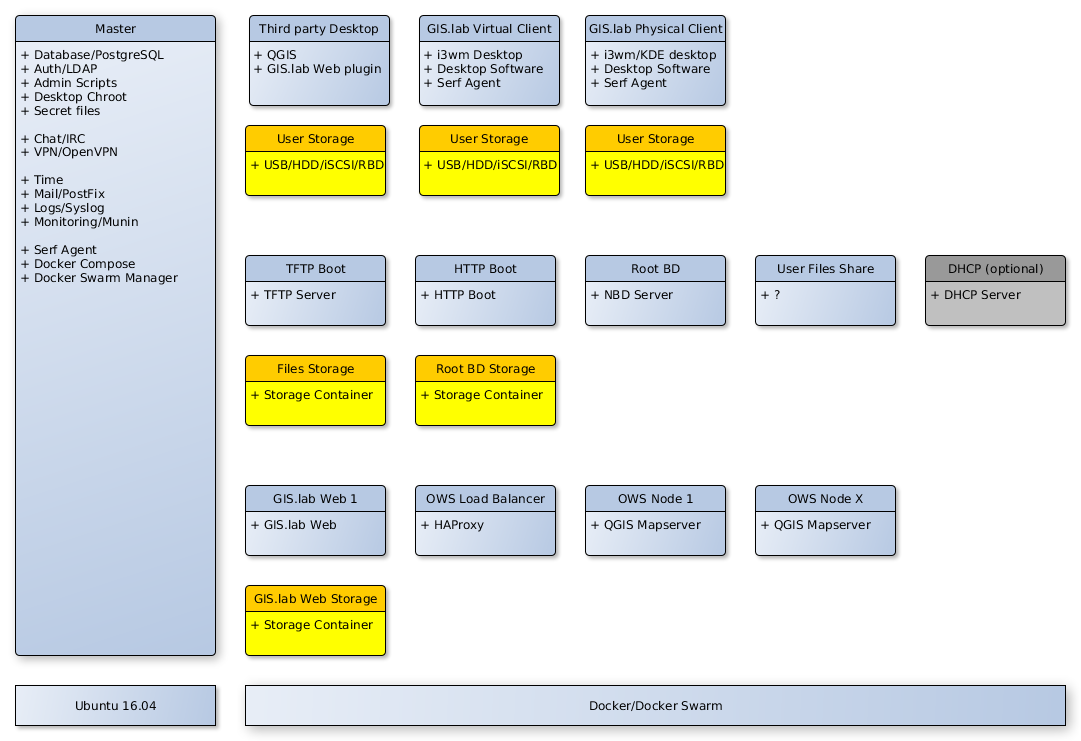 Master
+ Database/PostgreSQL
+ Auth/LDAP
+ Admin Scripts
+ Desktop Chroot
+ Secret files
+ Chat/IRC
+ VPN/OpenVPN
+ Time
+ Mail/PostFix
+ Logs/Syslog
+ Monitoring/Munin
+ Serf Agent
+ Docker Compose
+ Docker Swarm Manager
Third party Desktop
+ QGIS
+ GIS.lab Web plugin
GIS.lab Virtual Client
+ i3wm Desktop
+ Desktop Software
+ Serf Agent
GIS.lab Physical Client
+ i3wm/KDE desktop
+ Desktop Software
+ Serf Agent
User Storage
+ USB/HDD/iSCSI/RBD
User Storage
+ USB/HDD/iSCSI/RBD
User Storage
+ USB/HDD/iSCSI/RBD
TFTP Boot
+ TFTP Server
HTTP Boot
+ HTTP Boot
Root BD
+ NBD Server
User Files Share
+ ?
DHCP (optional)
+ DHCP Server
Files Storage
+ Storage Container
Root BD Storage
+ Storage Container
GIS.lab Web 1
+ GIS.lab Web
OWS Load Balancer
+ HAProxy
OWS Node 1
+ QGIS Mapserver
OWS Node X
+ QGIS Mapserver
GIS.lab Web Storage
+ Storage Container
Ubuntu 16.04
Docker/Docker Swarm